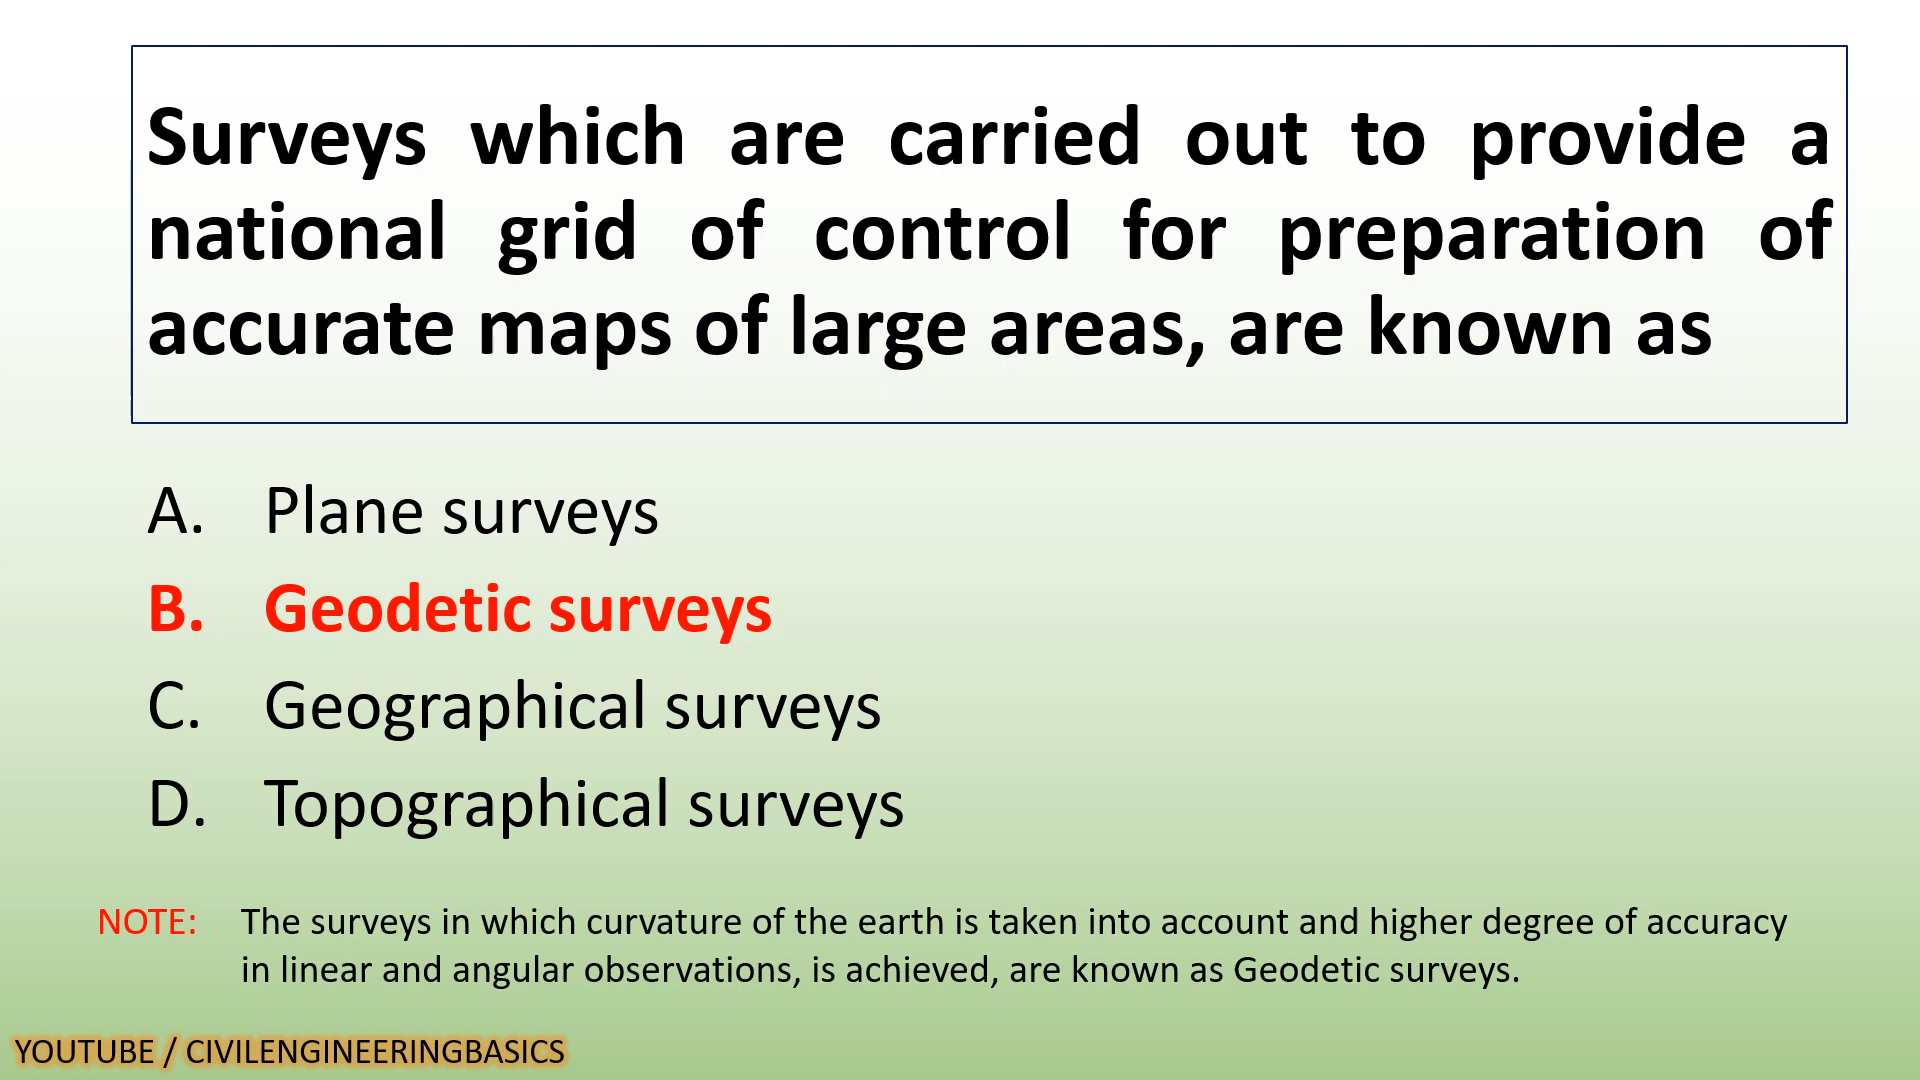 Surveys which are carried out to provide a
national grid of control for preparation of
accurate maps of large areas, are known as
A. Plane surveys
B. Geodetic surveys
C. Geographical surveys
D. Topographical surveys
NOTE: The surveys in which curvature of the earth is taken into account and higher degree of accuracy
in linear and angular observations, is achieved, are known as Geodetic surveys.
YOUTUBE / CIVILENGINEERINGBASICS